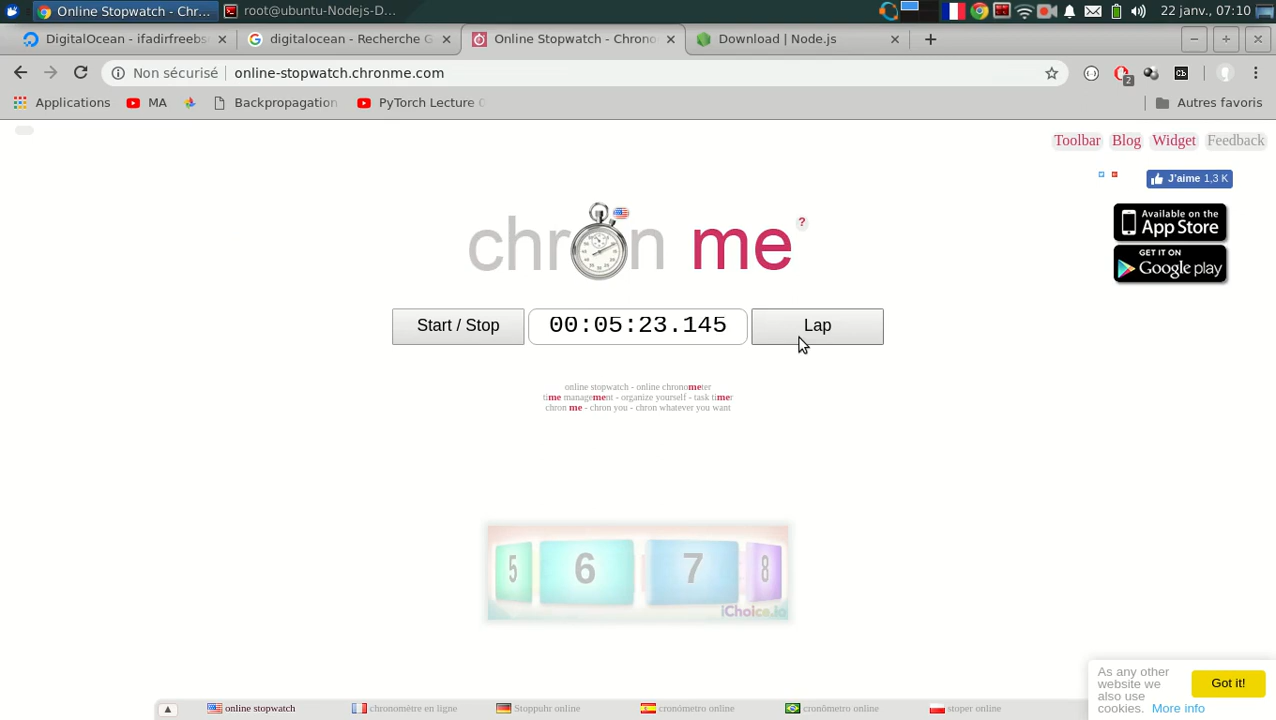 Online Stopwatch - Chr...
root@ubuntu-Nodejs-D...
22 janv., 07:10
DigitalOcean - ifadirfreebs
digitalocean - Recherche G
Online Stopwatch - Chrono
Download | Node.js
Non sécurisé
online-stopwatch.chronme.com
2
Applications
MA
Backpropagation
PyTorch Lecture 0
Autres favoris
Toolbar
Blog
Widget
Feedback
J'aime 1,3 K
chron me ?
Available on the
App Store
GET IT ON
Google play
Start / Stop
00:05:23.145
Lap
online stopwatch - online chronometer
time management - organize yourself - task timer
chron me - chron you - chron whatever you want
5 6 7 8
iChoice.io
As any other
website we
also use
cookies. More info
Got it!
online stopwatch
chronomètre en ligne
Stoppuhr online
cronómetro online
cronômetro online
stoper online